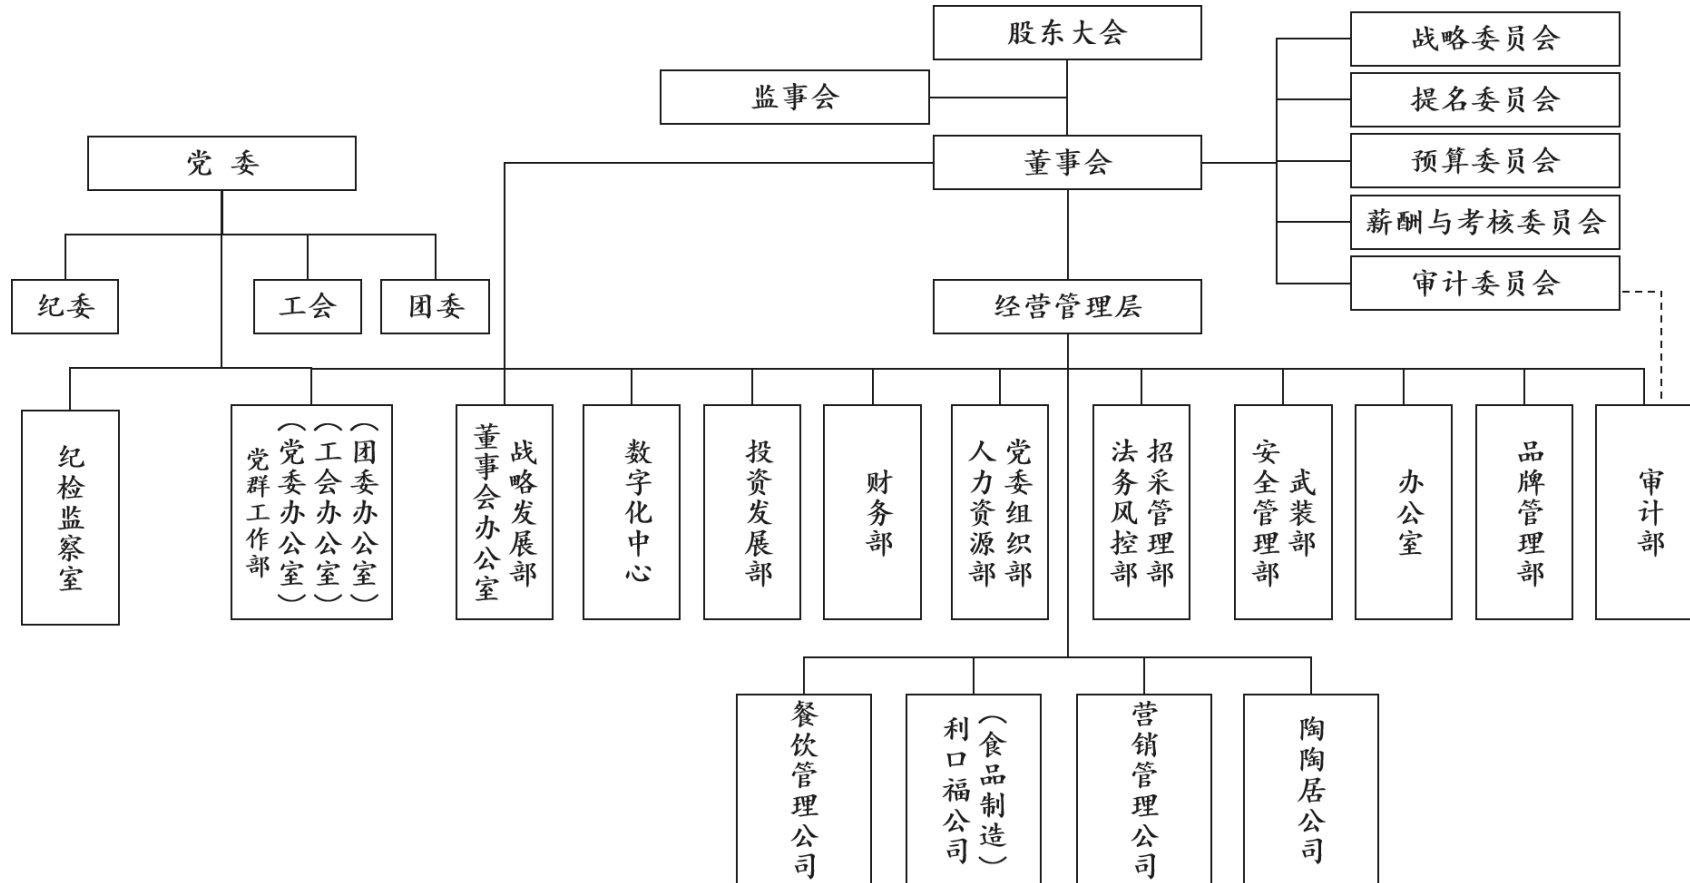 股东大会
战略委员会
监事会
提名委员会
党 委
董事会
预算委员会
薪酬与考核委员会
纪委
工会
团委
经营管理层
审计委员会
纪检监察室
党群工作部
（党委办公室）
（工会办公室）
（团委办公室）
董事会办公室
战略发展部
数字化中心
投资发展部
财务部
人力资源部
党委组织部
法务风控部
招采管理部
安全管理部
武装部
办公室
品牌管理部
审计部
餐饮管理公司
利口福公司
（食品制造）
营销管理公司
陶陶居公司